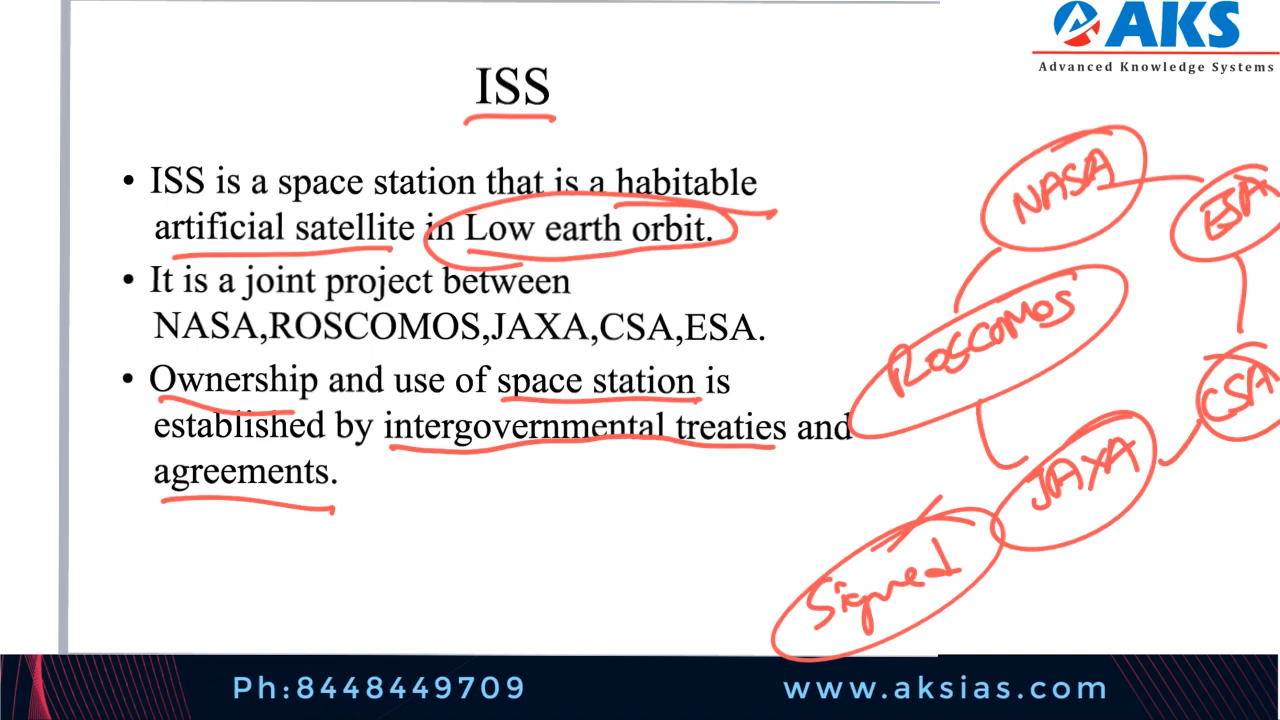 AKS
Advanced Knowledge Systems
ISS
• ISS is a space station that is a habitable
artificial satellite in Low earth orbit.
• It is a joint project between
NASA,ROSCOMOS,JAXA,CSA,ESA.
• Ownership and use of space station is
established by intergovernmental treaties and
agreements.
NASA
ESA
ROSCOMOS
CSA
JAXA
Signed
Ph:8448449709
www.aksias.com